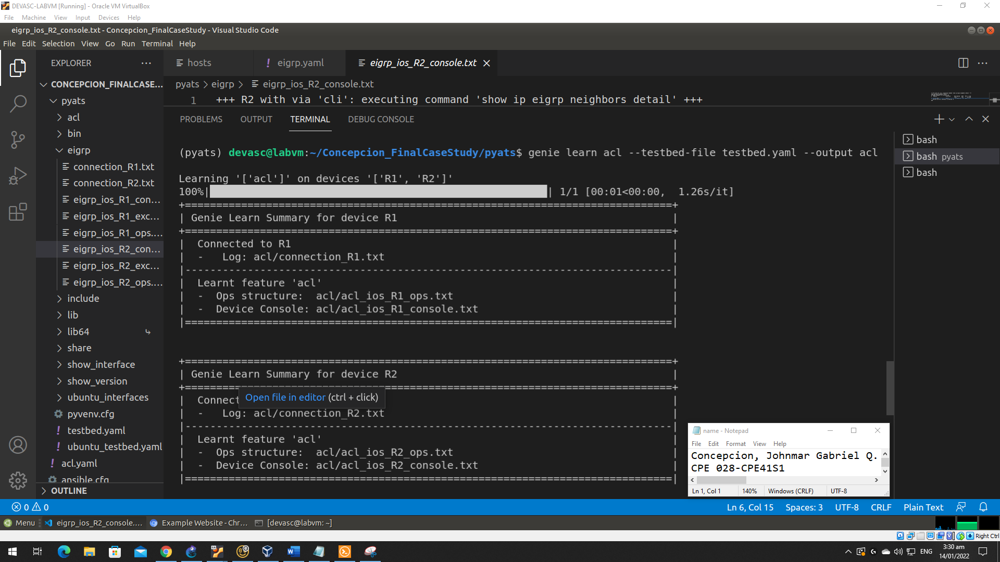 DEVASC-LABVM [Running] - Oracle VM VirtualBox
File Machine View Input Devices Help
eigrp_ios_R2_console.txt - Concepcion_FinalCaseStudy - Visual Studio Code
File Edit Selection View Go Run Terminal Help
EXPLORER ···
CONCEPCION_FINALCASE...
pyats
acl
bin
eigrp
connection_R1.txt
connection_R2.txt
eigrp_ios_R1_con...
eigrp_ios_R1_exc...
eigrp_ios_R1_ops....
eigrp_ios_R2_con...
eigrp_ios_R2_exc...
eigrp_ios_R2_ops....
include
lib
lib64
share
show_interface
show_version
ubuntu_interfaces
pyvenv.cfg
! testbed.yaml
! ubuntu_testbed.yaml
! acl.yaml
ansible.cfg
OUTLINE
hosts ! eigrp.yaml eigrp_ios_R2_console.txt
pyats > eigrp > eigrp_ios_R2_console.txt
1 +++ R2 with via 'cli': executing command 'show ip eigrp neighbors detail' +++
PROBLEMS OUTPUT TERMINAL DEBUG CONSOLE
(pyats) devasc@labvm:~/Concepcion_FinalCaseStudy/pyats$ genie learn acl --testbed-file testbed.yaml --output acl
Learning '['acl']' on devices '['R1', 'R2']'
100%| | 1/1 [00:01<00:00, 1.26s/it]
+==============================================================================+
| Genie Learn Summary for device R1 |
+==============================================================================+
| Connected to R1 |
| - Log: acl/connection_R1.txt |
|------------------------------------------------------------------------------|
| Learnt feature 'acl' |
| - Ops structure: acl/acl_ios_R1_ops.txt |
| - Device Console: acl/acl_ios_R1_console.txt |
|==============================================================================|
+==============================================================================+
| Genie Learn Summary for device R2 |
+==============================================================================+
| Connect
Open file in editor (ctrl + click)
| - Log: acl/connection_R2.txt |
|------------------------------------------------------------------------------|
| Learnt feature 'acl' |
| - Ops structure: acl/acl_ios_R2_ops.txt |
| - Device Console: acl/acl_ios_R2_console.txt |
|==============================================================================|
bash
bash pyats
bash
name - Notepad
File Edit Format View Help
Concepcion, Johnmar Gabriel Q.
CPE 028-CPE41S1
Ln 1, Col 1 140% Windows (CRLF) UTF-8
0 0 Ln 6, Col 15 Spaces: 3 UTF-8 CRLF Plain Text
Menu eigrp_ios_R2_console.... Example Website - Chr... [devasc@labvm: ~]
Right Ctrl
ENG 3:30 am
14/01/2022